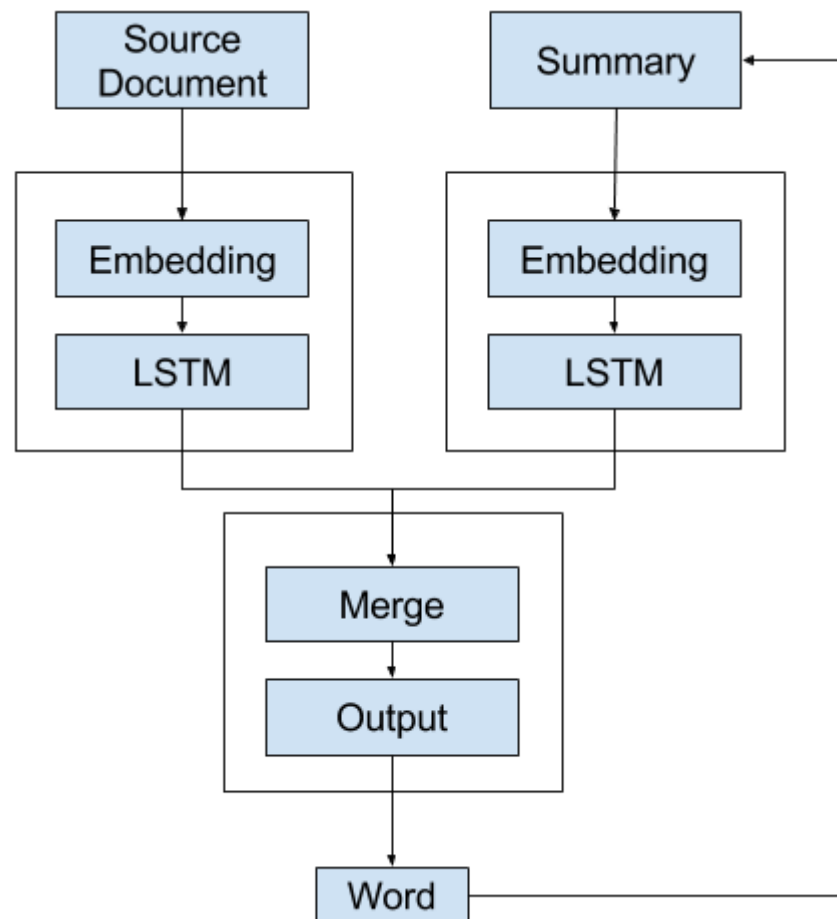 Source
Document
Summary
Embedding
Embedding
LSTM
LSTM
Merge
Output
Word